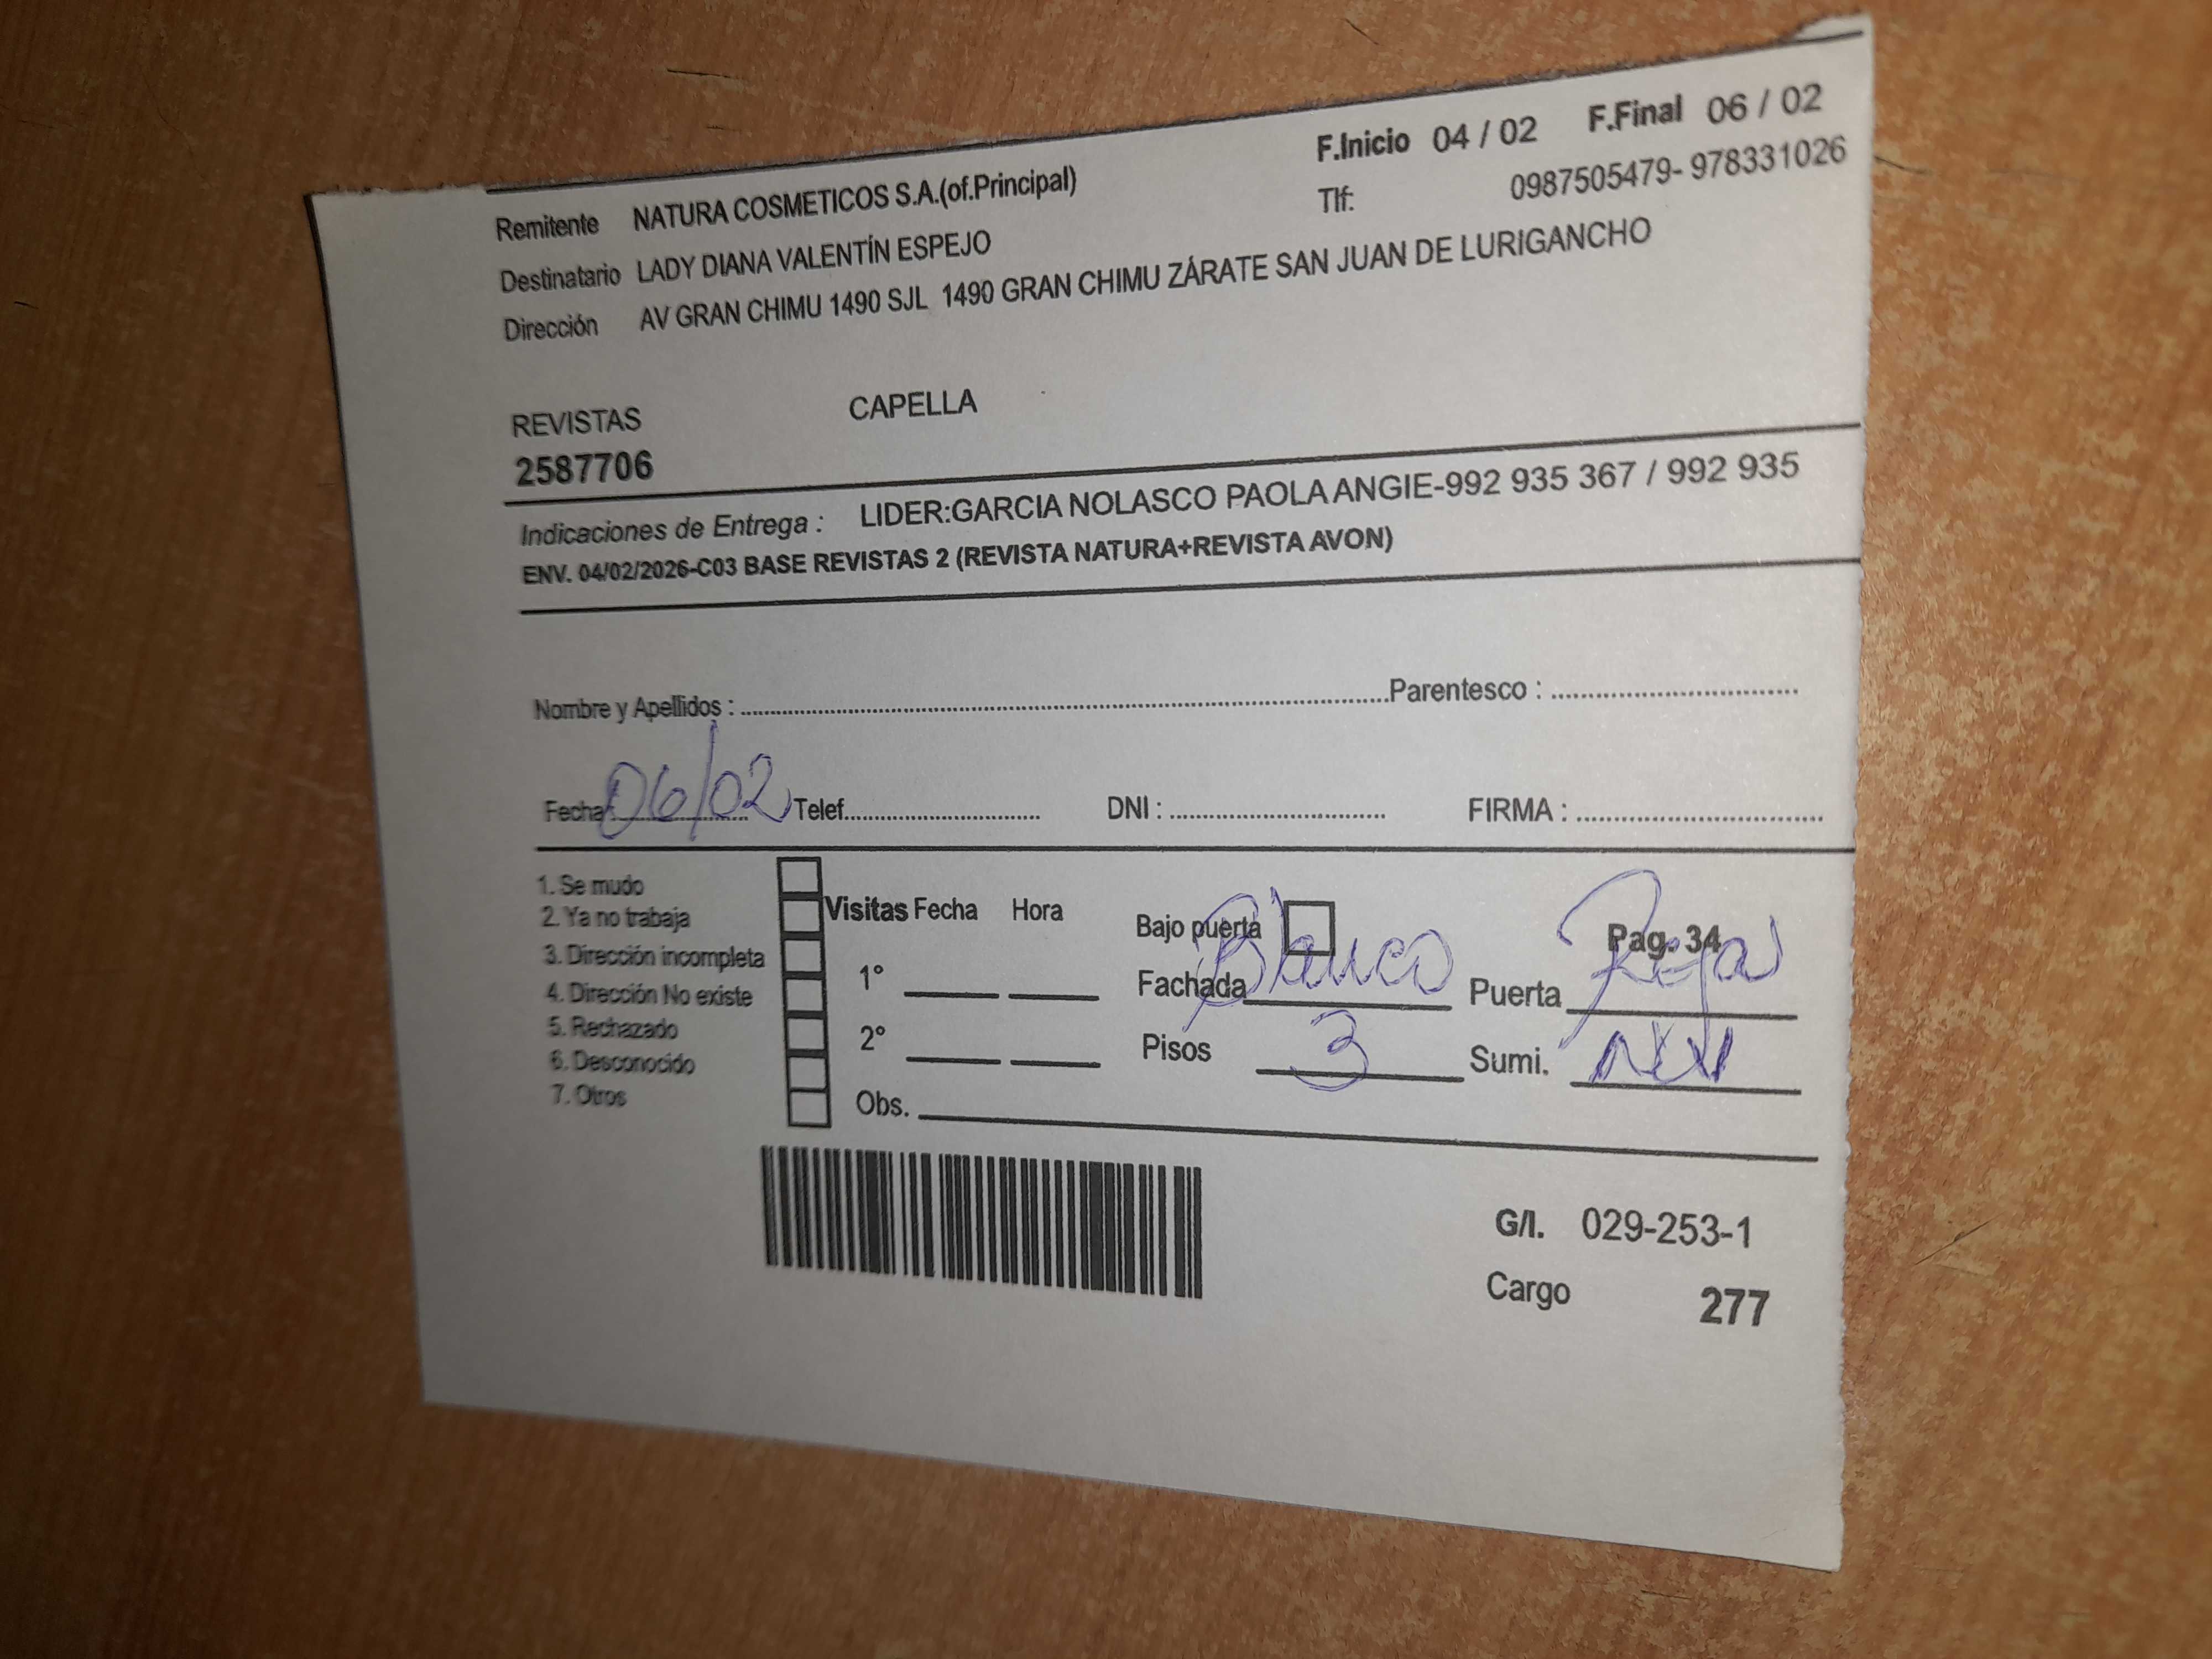 F.Inicio 04 / 02 F.Final 06 / 02
Remitente NATURA COSMETICOS S.A.(of.Principal) Tlf: 0987505479- 978331026
Destinatario LADY DIANA VALENTÍN ESPEJO
Dirección AV GRAN CHIMU 1490 SJL 1490 GRAN CHIMU ZÁRATE SAN JUAN DE LURIGANCHO
REVISTAS CAPELLA
2587706
Indicaciones de Entrega : LIDER:GARCIA NOLASCO PAOLA ANGIE-992 935 367 / 992 935
ENV. 04/02/2026-C03 BASE REVISTAS 2 (REVISTA NATURA+REVISTA AVON)
Nombre y Apellidos : Parentesco :
Fecha: 06/02 Telef. DNI : FIRMA :
1. Se mudo
2. Ya no trabaja
3. Dirección incompleta
4. Dirección No existe
5. Rechazado
6. Desconocido
7. Otros
Visitas Fecha Hora
1°
2°
Obs.
Bajo puerta Pag. 34
Fachada Blanco Puerta Reja
Pisos 3 Sumi.
G/I. 029-253-1
Cargo 277